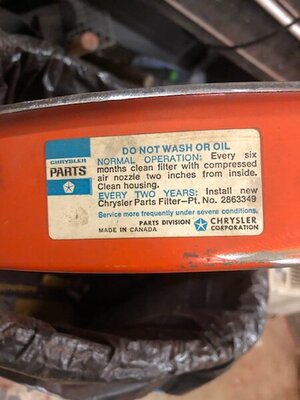 CHRYSLER
PARTS
DO NOT WASH OR OIL
NORMAL OPERATION: Every six
months clean filter with compressed
air nozzle two inches from inside.
Clean housing.
EVERY TWO YEARS: Install new
Chrysler Parts Filter—Pt. No. 2863349
Service more frequently under severe conditions.
PARTS DIVISION CHRYSLER
MADE IN CANADA CORPORATION